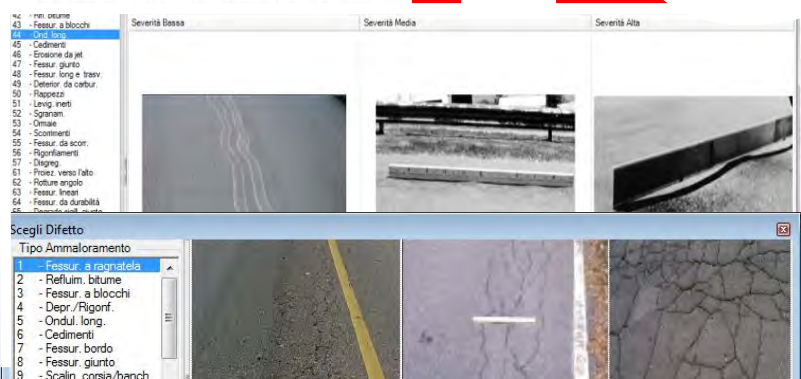 42 - Rifl. bitume
43 - Fessur. a blocchi
44 - Ond. long.
45 - Cedimenti
46 - Erosione da jet
47 - Fessur. giunto
48 - Fessur. long e trasv.
49 - Deterior. da carbur.
50 - Rappezzi
51 - Levig. inerti
52 - Sgranam.
53 - Ormaie
54 - Scorrimenti
55 - Fessur. da scorr.
56 - Rigonfiamenti
57 - Disgreg.
61 - Proiez. verso l'alto
62 - Rotture angolo
63 - Fessur. lineari
64 - Fessur. da durabilità
65 - Degrado sigill. giunto
Severità Bassa
Severità Media
Severità Alta
Scegli Difetto
Tipo Ammaloramento
1 - Fessur. a ragnatela
2 - Refluim. bitume
3 - Fessur. a blocchi
4 - Depr./Rigonf.
5 - Ondul. long.
6 - Cedimenti
7 - Fessur. bordo
8 - Fessur. giunto
9 - Scalin. corsia/banch